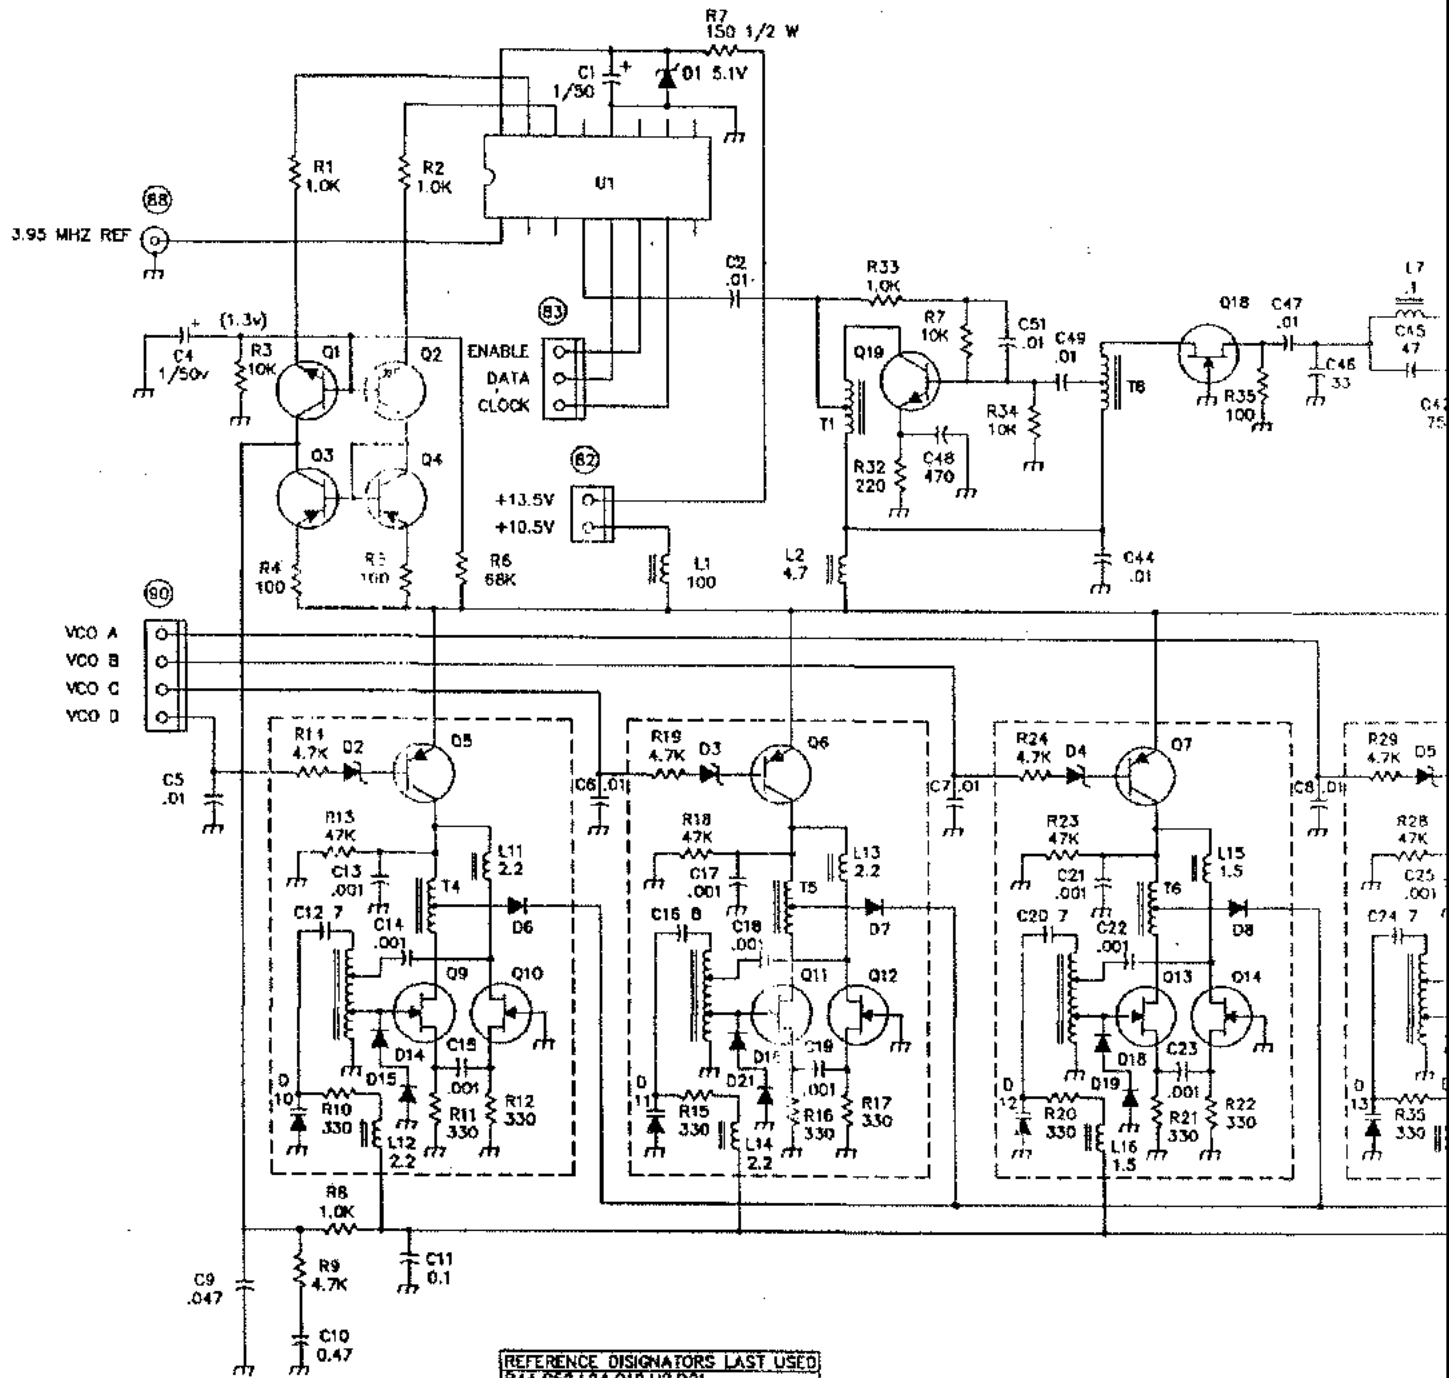 R7
150 1/2 W
C1
+
1/50
D1 5.1V
R1
1.0K
R2
1.0K
U1
88
3.95 MHZ REF
C2
.01
R33
1.0K
R7
10K
C51
.01
C49
.01
Q18
C47
.01
L7
.1
C45
47
C46
33
83
ENABLE
DATA
CLOCK
+
(1.3v)
C4
1/50v
R3
10K
Q1
Q2
Q19
T1
T8
R34
10K
R35
100
C48
470
R32
220
Q3
Q4
82
+13.5V
+10.5V
R4
100
R5
100
R6
68K
L1
100
L2
4.7
C44
.01
90
VCO A
VCO B
VCO C
VCO D
R14
4.7K
D2
Q5
C5
.01
R13
47K
C13
.001
L11
2.2
T4
D6
C12 7
C14
.001
Q9
Q10
D14
D15
C15
.001
D
10
R10
330
R11
330
R12
330
L12
2.2
R19
4.7K
D3
Q6
C6 .01
R18
47K
C17
.001
L13
2.2
T5
D7
C16 8
C18
.001
Q11
Q12
D16
D21
C19
.001
D
11
R15
330
R16
330
R17
330
L14
2.2
R24
4.7K
D4
Q7
C7 .01
R23
47K
C21
.001
L15
1.5
T6
D8
C20 7
C22
.001
Q13
Q14
D18
D19
C23
.001
D
12
R20
330
R21
330
R22
330
L16
1.5
R29
4.7K
D5
C8 .01
R28
47K
C25
.001
C24 7
D
13
R35
330
R8
1.0K
R9
4.7K
C9
.047
C10
0.47
C11
0.1
REFERENCE DISIGNATORS LAST USED